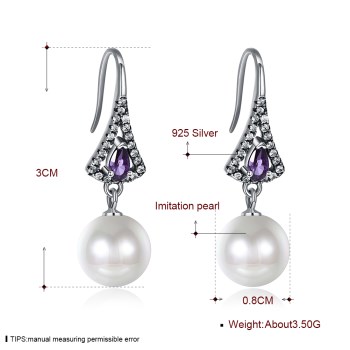 925 Silver
3CM
Imitation pearl
0.8CM
Weight:About3.50G
TIPS:manual measuring permissible error